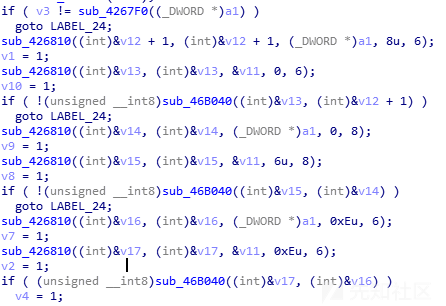 if ( v3 != sub_4267F0((_DWORD *)a1) )
goto LABEL_24;
sub_426810((int)&v12 + 1, (int)&v12 + 1, (_DWORD *)a1, 8u, 6);
v1 = 1;
sub_426810((int)&v13, (int)&v13, &v11, 0, 6);
v10 = 1;
if ( !(unsigned __int8)sub_46B040((int)&v13, (int)&v12 + 1) )
goto LABEL_24;
sub_426810((int)&v14, (int)&v14, (_DWORD *)a1, 0, 8);
v9 = 1;
sub_426810((int)&v15, (int)&v15, &v11, 6u, 8);
v8 = 1;
if ( !(unsigned __int8)sub_46B040((int)&v15, (int)&v14) )
goto LABEL_24;
sub_426810((int)&v16, (int)&v16, (_DWORD *)a1, 0xEu, 6);
v7 = 1;
sub_426810((int)&v17, (int)&v17, &v11, 0xEu, 6);
v2 = 1;
if ( (unsigned __int8)sub_46B040((int)&v17, (int)&v16) )
v4 = 1;
先知社区